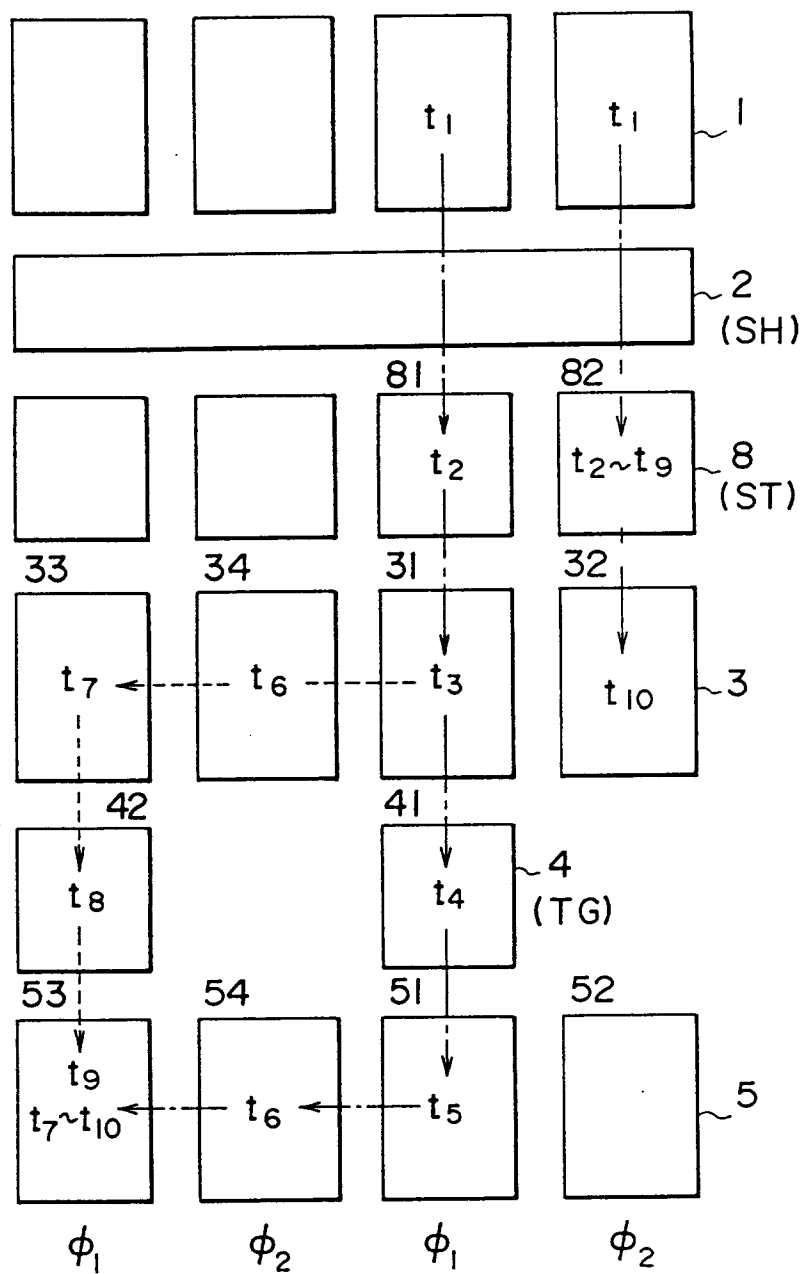 t1 t1 1
2
(SH)
81 82
t2 t2~t9 8
(ST)
33 34 31 32
t7 t6 t3 t10 3
42 41
t8 t4 4
(TG)
53 54 51 52
t9
t7~t10 t6 t5 5
ϕ1 ϕ2 ϕ1 ϕ2